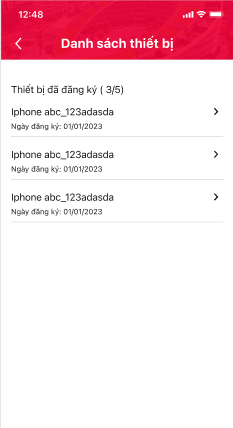 12:48
Danh sách thiết bị
Thiết bị đã đăng ký ( 3/5)
Iphone abc_123adasda
Ngày đăng ký: 01/01/2023
Iphone abc_123adasda
Ngày đăng ký: 01/01/2023
Iphone abc_123adasda
Ngày đăng ký: 01/01/2023